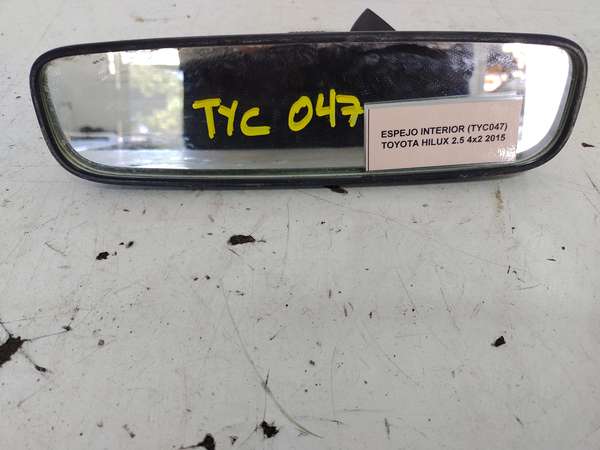 TYC 047
ESPEJO INTERIOR (TYC047)
TOYOTA HILUX 2.5 4x2 2015